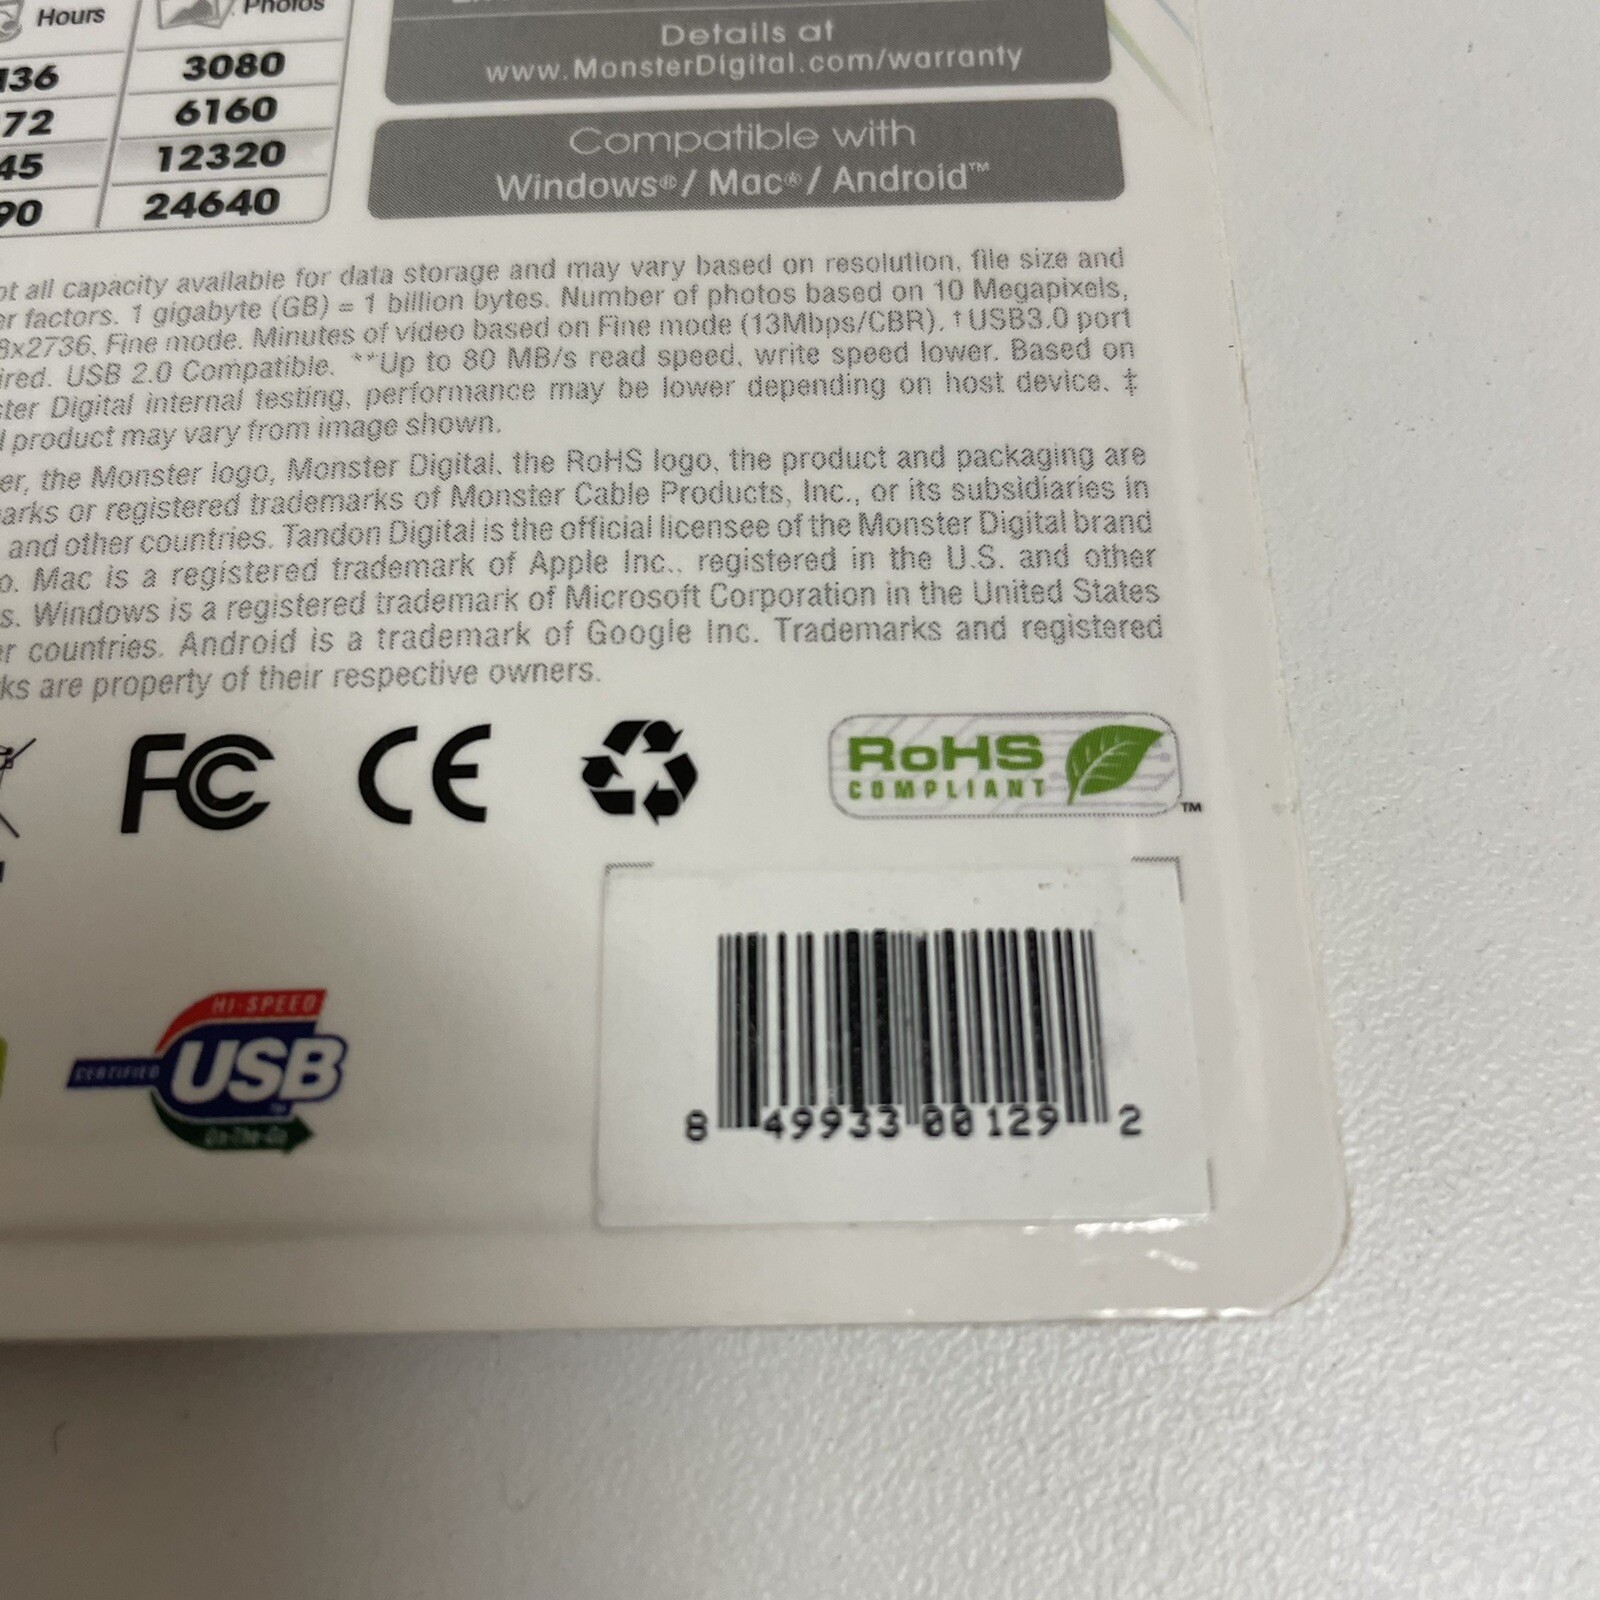 Hours Photos
136 3080
72 6160
45 12320
90 24640
Details at
www.MonsterDigital.com/warranty
Compatible with
Windows® / Mac® / Android™
all capacity available for data storage and may vary based on resolution, file size and
factors. 1 gigabyte (GB) = 1 billion bytes. Number of photos based on 10 Megapixels,
8x2736, Fine mode. Minutes of video based on Fine mode (13Mbps/CBR). †USB3.0 port
USB 2.0 Compatible. **Up to 80 MB/s read speed, write speed lower. Based on
Digital internal testing, performance may be lower depending on host device. ‡
product may vary from image shown.
the Monster logo, Monster Digital, the RoHS logo, the product and packaging are
or registered trademarks of Monster Cable Products, Inc., or its subsidiaries in
and other countries. Tandon Digital is the official licensee of the Monster Digital brand
Mac is a registered trademark of Apple Inc., registered in the U.S. and other
Windows is a registered trademark of Microsoft Corporation in the United States
countries. Android is a trademark of Google Inc. Trademarks and registered
are property of their respective owners.
FC CE RoHS
COMPLIANT ™
HI-SPEED
CERTIFIED USB ™
On-The-Go
8 49933 00129 2